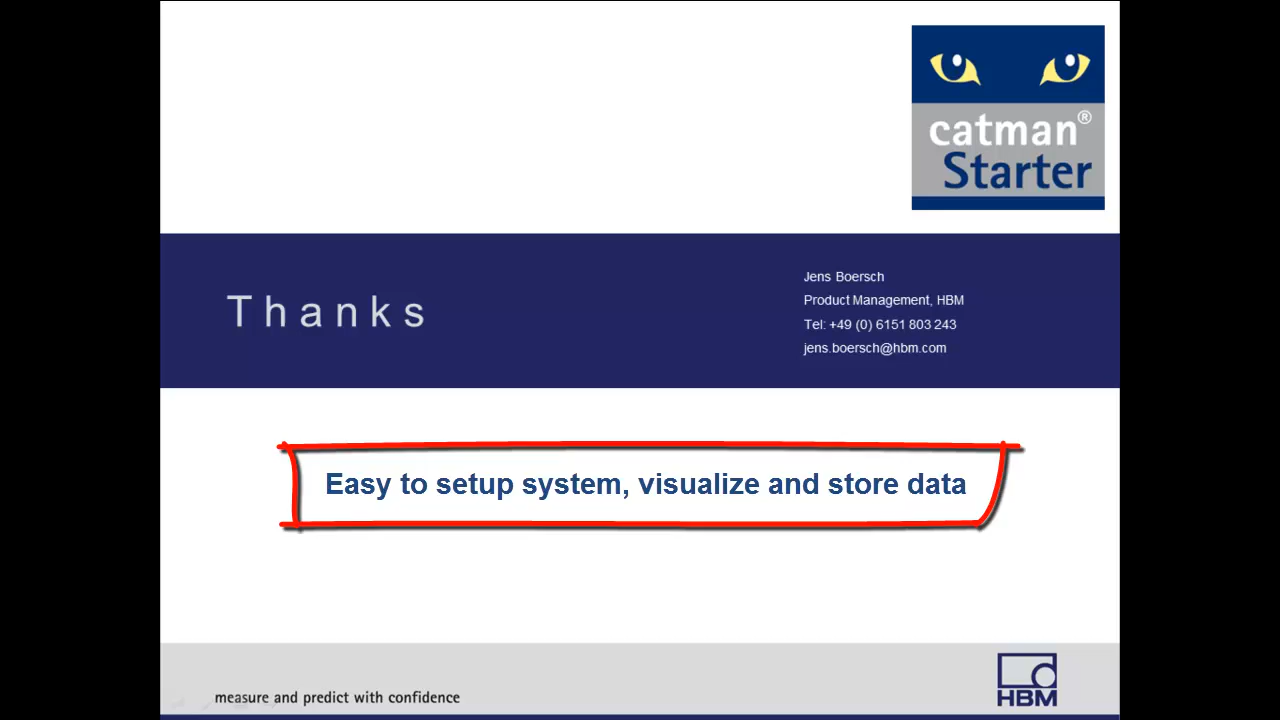 catman®
Starter
Thanks
Jens Boersch
Product Management, HBM
Tel: +49 (0) 6151 803 243
jens.boersch@hbm.com
Easy to setup system, visualize and store data
measure and predict with confidence
HBM